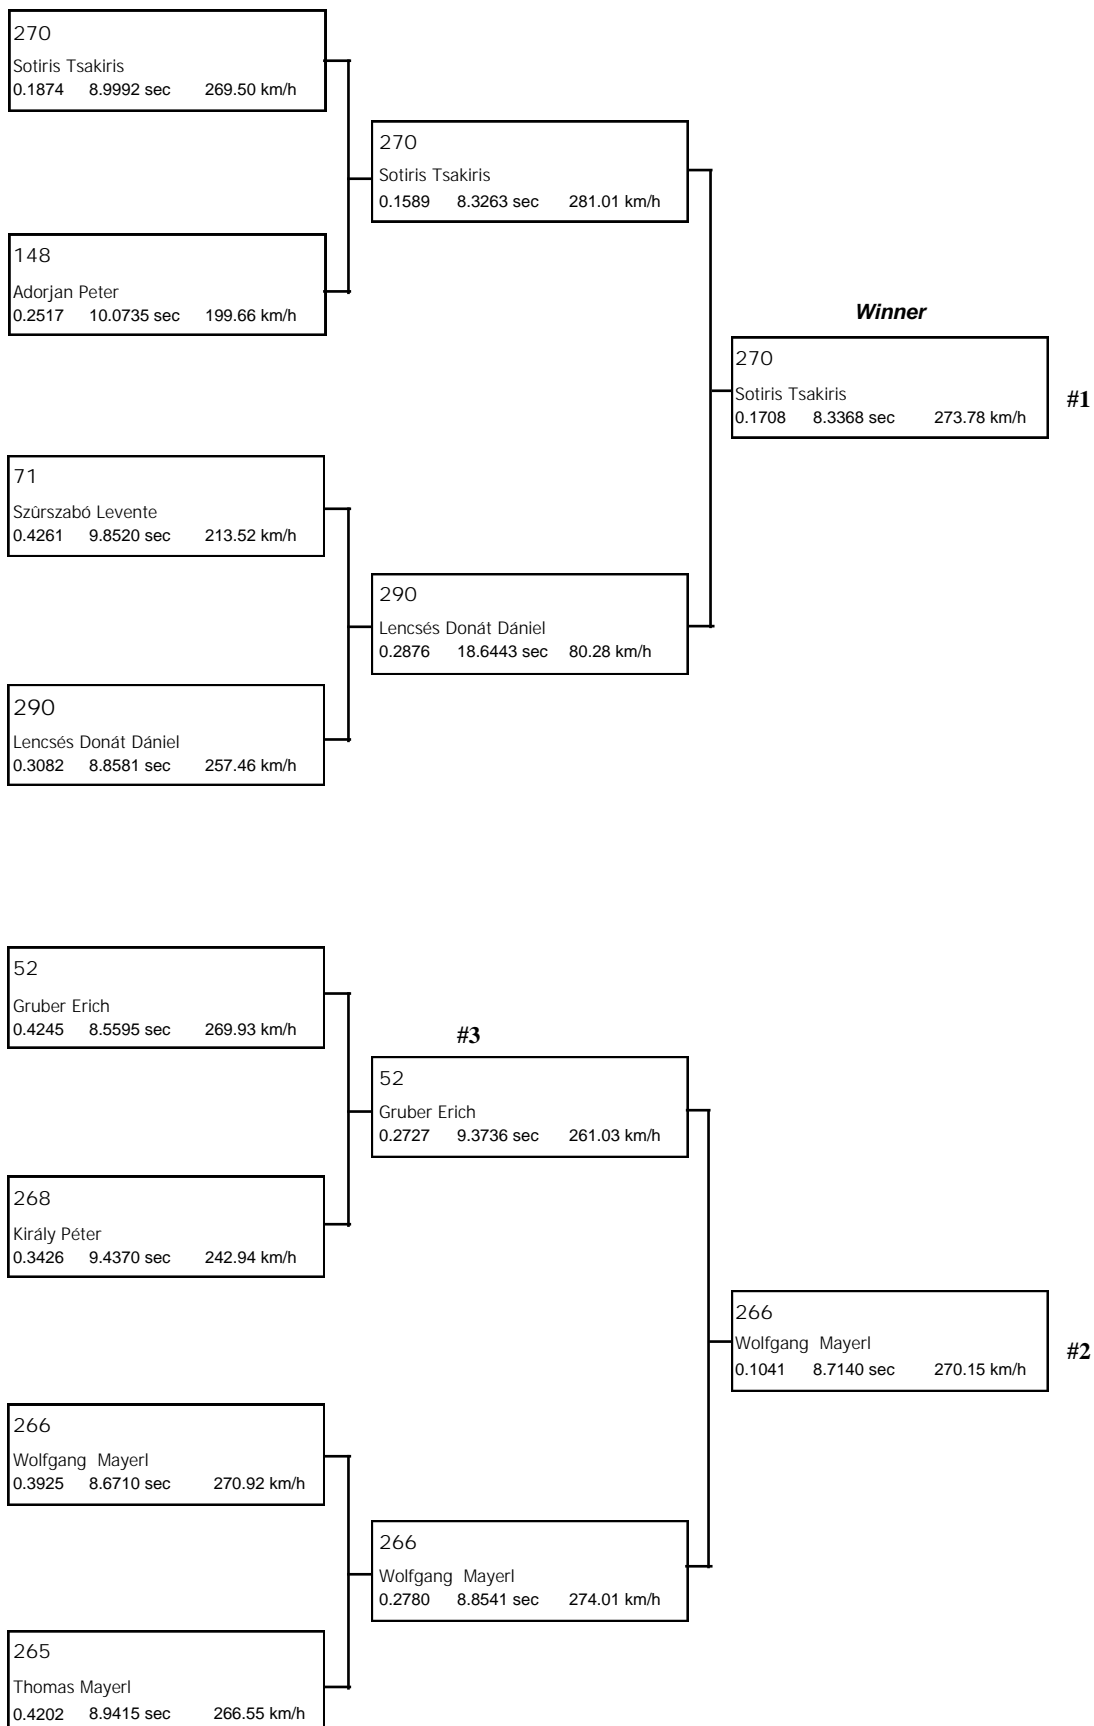 270
Sotiris Tsakiris
0.1874 8.9992 sec 269.50 km/h
270
Sotiris Tsakiris
0.1589 8.3263 sec 281.01 km/h
148
Adorjan Peter
0.2517 10.0735 sec 199.66 km/h
Winner
270
Sotiris Tsakiris
0.1708 8.3368 sec 273.78 km/h
#1
71
Szûrszabó Levente
0.4261 9.8520 sec 213.52 km/h
290
Lencsés Donát Dániel
0.2876 18.6443 sec 80.28 km/h
290
Lencsés Donát Dániel
0.3082 8.8581 sec 257.46 km/h
52
Gruber Erich
0.4245 8.5595 sec 269.93 km/h
#3
52
Gruber Erich
0.2727 9.3736 sec 261.03 km/h
268
Király Péter
0.3426 9.4370 sec 242.94 km/h
266
Wolfgang Mayerl
0.1041 8.7140 sec 270.15 km/h
#2
266
Wolfgang Mayerl
0.3925 8.6710 sec 270.92 km/h
266
Wolfgang Mayerl
0.2780 8.8541 sec 274.01 km/h
265
Thomas Mayerl
0.4202 8.9415 sec 266.55 km/h